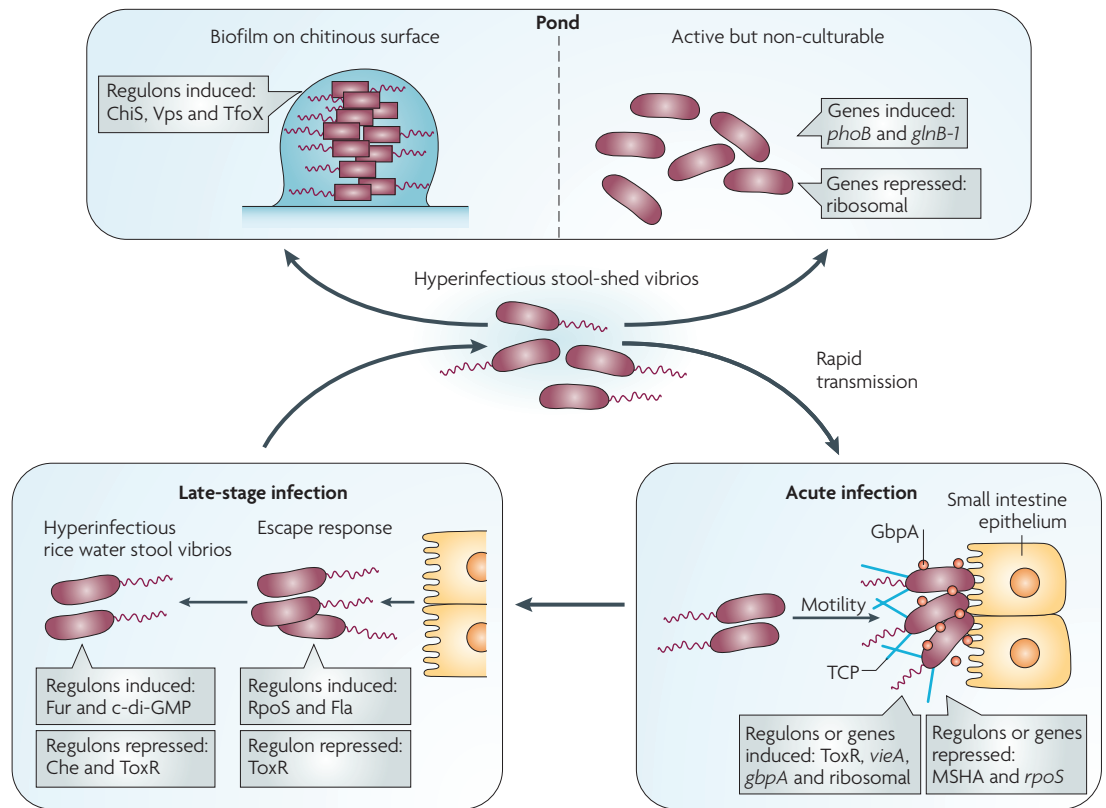 Pond
Biofilm on chitinous surface
Active but non-culturable
Regulons induced:
ChiS, Vps and TfoX
Genes induced:
phoB and glnB-1
Genes repressed:
ribosomal
Hyperinfectious stool-shed vibrios
Rapid
transmission
Late-stage infection
Hyperinfectious
rice water stool vibrios
Escape response
Regulons induced:
Fur and c-di-GMP
Regulons repressed:
Che and ToxR
Regulons induced:
RpoS and Fla
Regulon repressed:
ToxR
Acute infection
Small intestine
epithelium
GbpA
Motility
TCP
Regulons or genes
induced: ToxR, vieA,
gbpA and ribosomal
Regulons or genes
repressed:
MSHA and rpoS